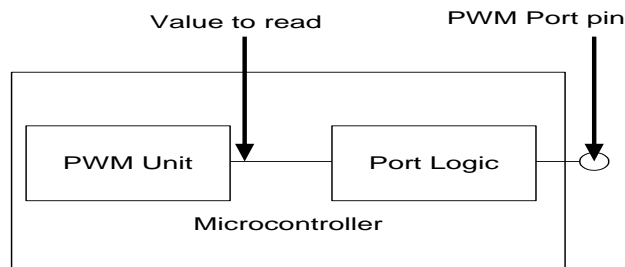 Value to read
PWM Port pin
PWM Unit
Port Logic
Microcontroller